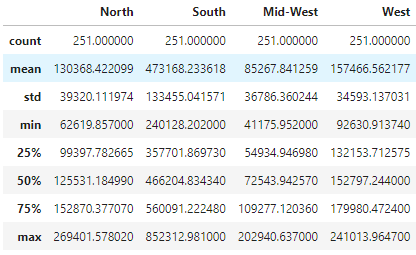 North South Mid-West West
count 251.000000 251.000000 251.000000 251.000000
mean 130368.422099 473168.233618 85267.841259 157466.562177
std 39320.111974 133455.041571 36786.360244 34593.137031
min 62619.857000 240128.202000 41175.952000 92630.913740
25% 99397.782665 357701.869730 54934.946980 132153.712575
50% 125531.184990 466204.834340 72543.942570 152797.244000
75% 152870.377070 560091.222480 109277.120360 179980.472400
max 269401.578020 852312.981000 202940.637000 241013.964700